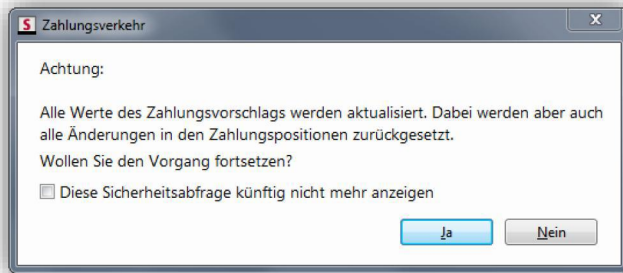 S Zahlungsverkehr
x
Achtung:
Alle Werte des Zahlungsvorschlags werden aktualisiert. Dabei werden aber auch
alle Änderungen in den Zahlungspositionen zurückgesetzt.
Wollen Sie den Vorgang fortsetzen?
Diese Sicherheitsabfrage künftig nicht mehr anzeigen
Ja Nein